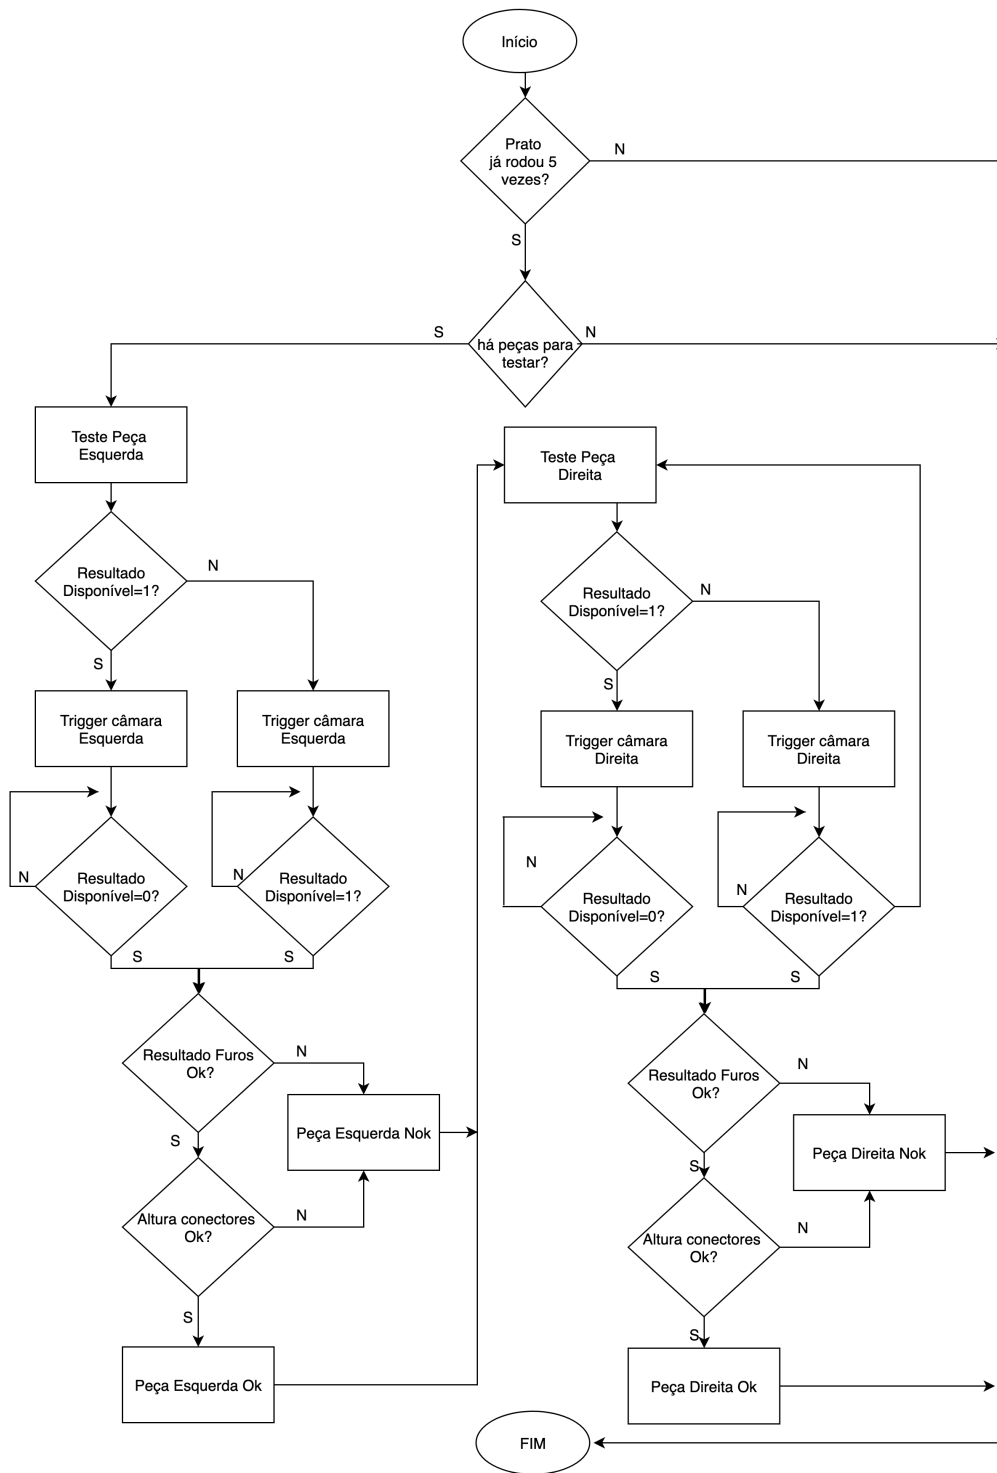 Início
Prato
já rodou 5
vezes?
N
S
há peças para
testar?
S
N
Teste Peça
Esquerda
Resultado
Disponível=1?
N
S
Trigger câmara
Esquerda
Trigger câmara
Esquerda
N
Resultado
Disponível=0?
N
Resultado
Disponível=1?
S
S
Resultado Furos
Ok?
N
S
Peça Esquerda Nok
Altura conectores
Ok?
N
S
Peça Esquerda Ok
Teste Peça
Direita
Resultado
Disponível=1?
N
S
Trigger câmara
Direita
Trigger câmara
Direita
N
Resultado
Disponível=0?
N
Resultado
Disponível=1?
S
S
Resultado Furos
Ok?
N
S
Peça Direita Nok
Altura conectores
Ok?
N
S
Peça Direita Ok
FIM